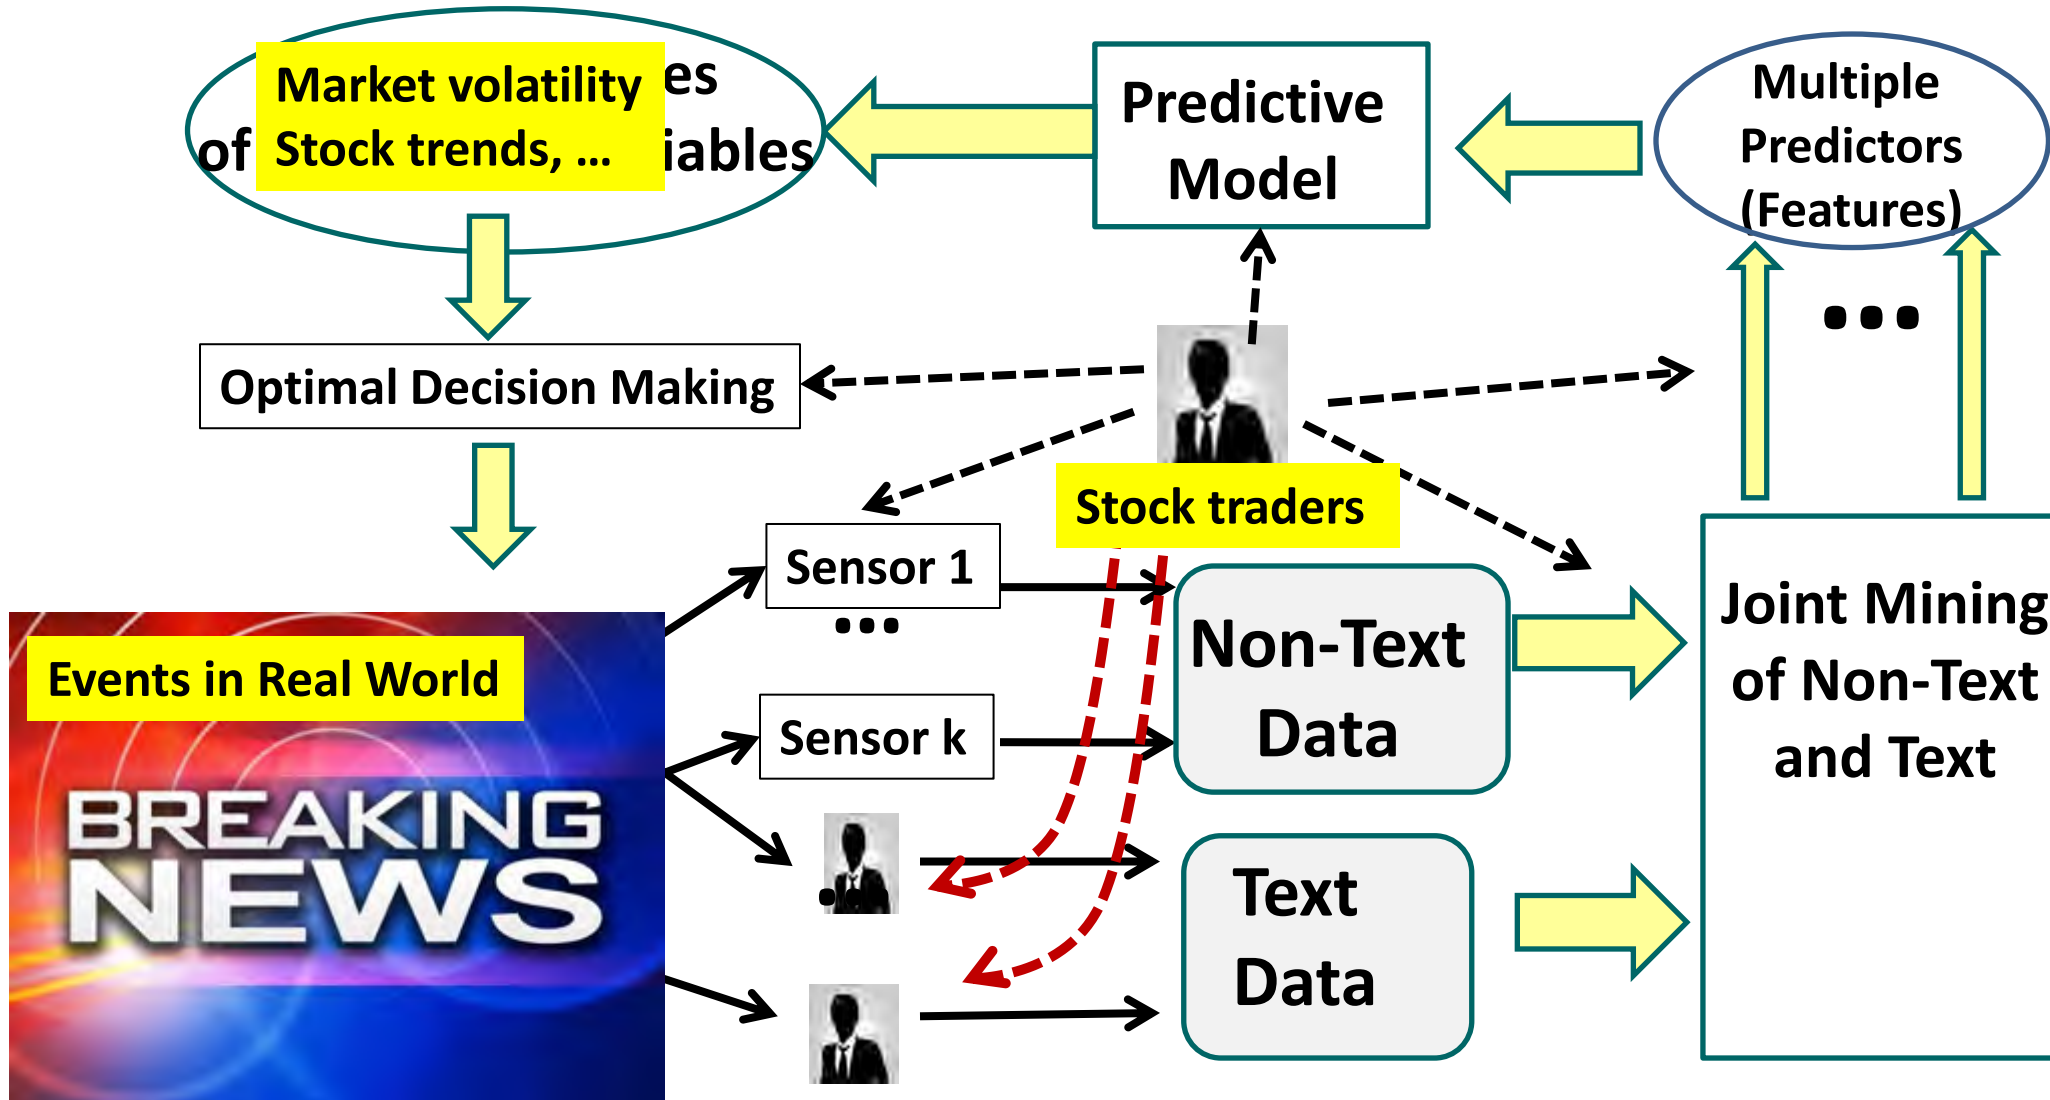 Market volatility
Stock trends, ...
es
of
iables
Predictive
Model
Multiple
Predictors
(Features)
...
Optimal Decision Making
Stock traders
Sensor 1
...
Events in Real World
BREAKING
NEWS
Sensor k
Non-Text
Data
Text
Data
Joint Mining
of Non-Text
and Text